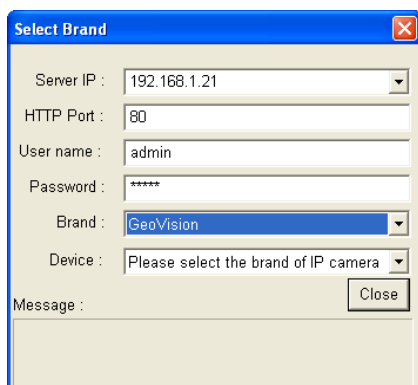 Select Brand
Server IP : 192.168.1.21
HTTP Port : 80
User name : admin
Password : *****
Brand : GeoVision
Device : Please select the brand of IP camera
Close
Message :